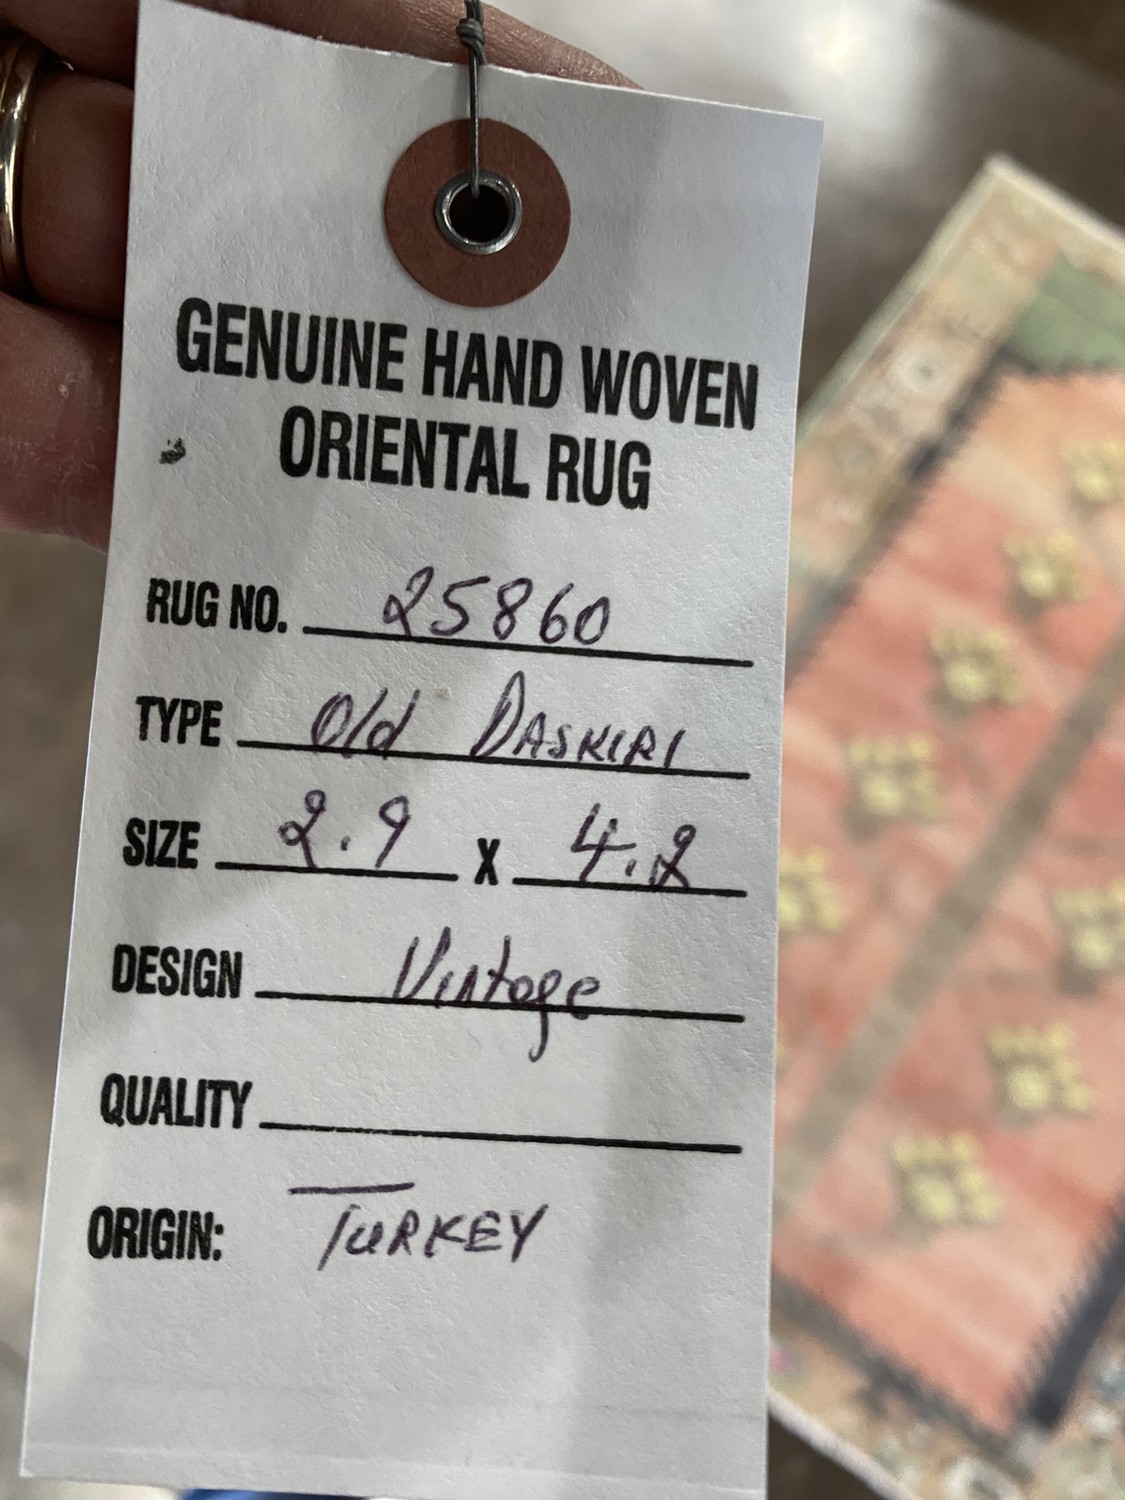 GENUINE HAND WOVEN
ORIENTAL RUG
RUG NO. 25860
TYPE Old DASKIRI
SIZE 2.9 X 4.2
DESIGN Vintage
QUALITY
ORIGIN: TURKEY